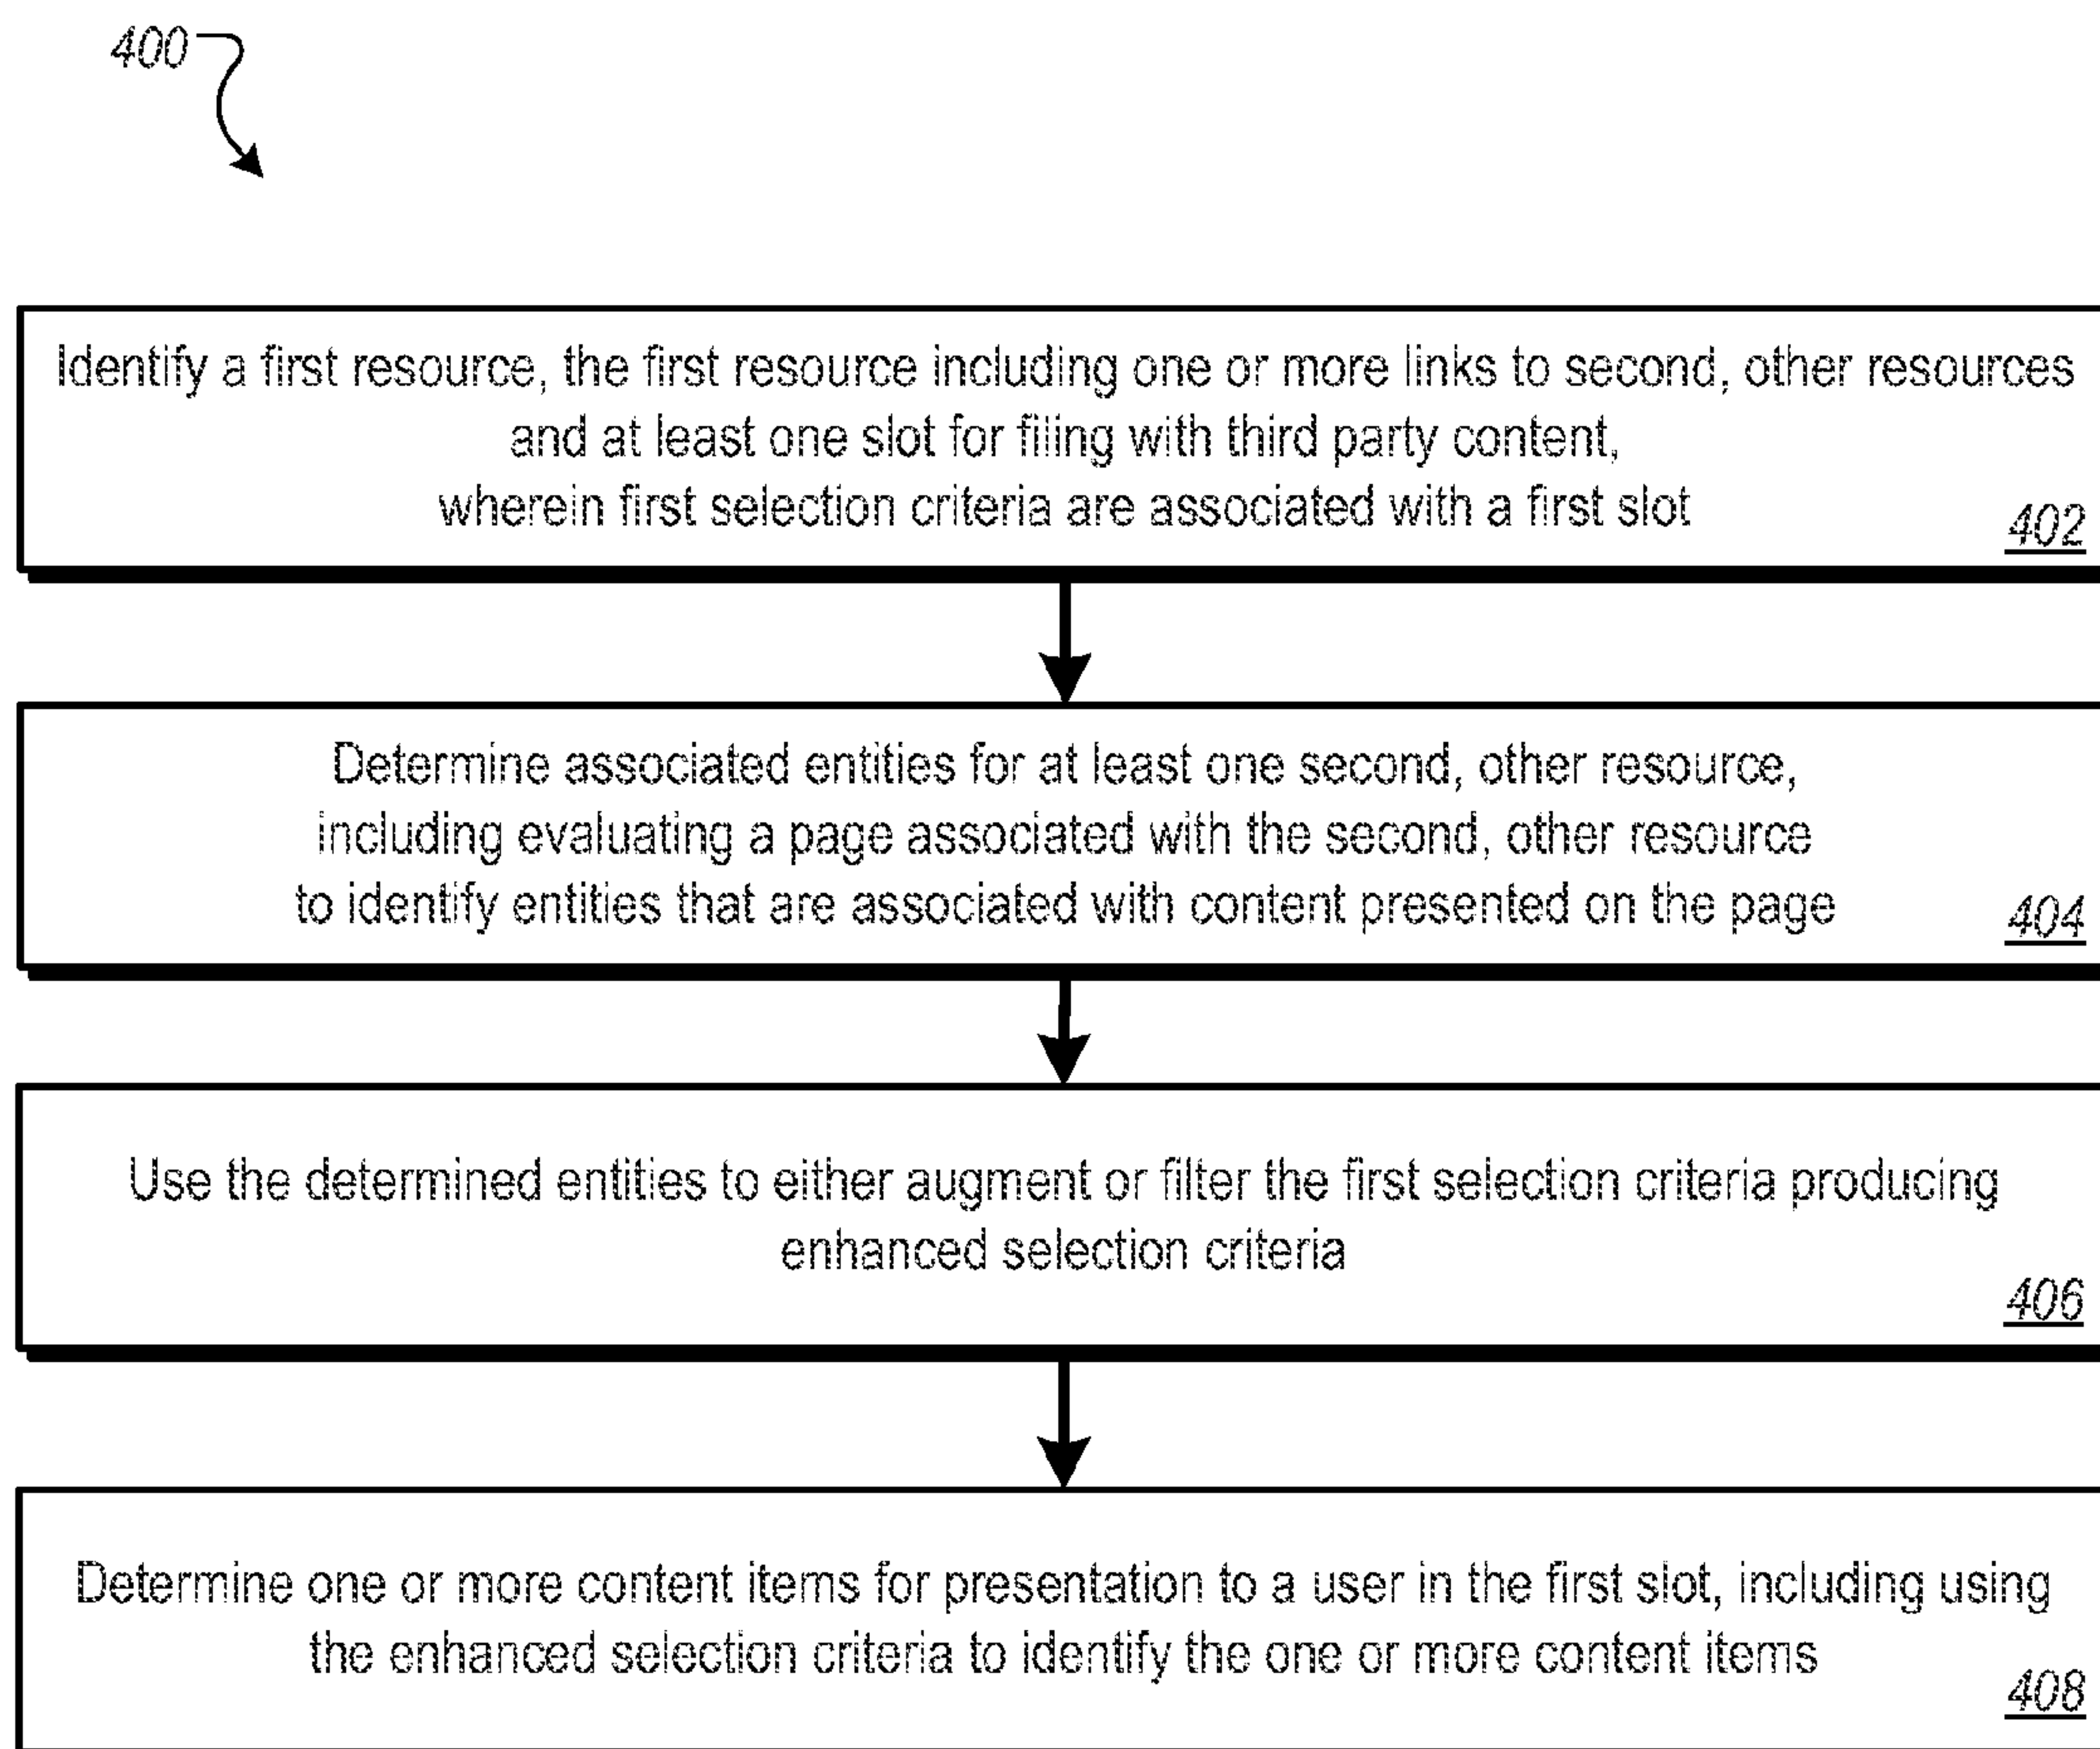 400
Identify a first resource, the first resource including one or more links to second, other resources
and at least one slot for filing with third party content,
wherein first selection criteria are associated with a first slot
402
Determine associated entities for at least one second, other resource,
including evaluating a page associated with the second, other resource
to identify entities that are associated with content presented on the page
404
Use the determined entities to either augment or filter the first selection criteria producing
enhanced selection criteria
406
Determine one or more content items for presentation to a user in the first slot, including using
the enhanced selection criteria to identify the one or more content items
408